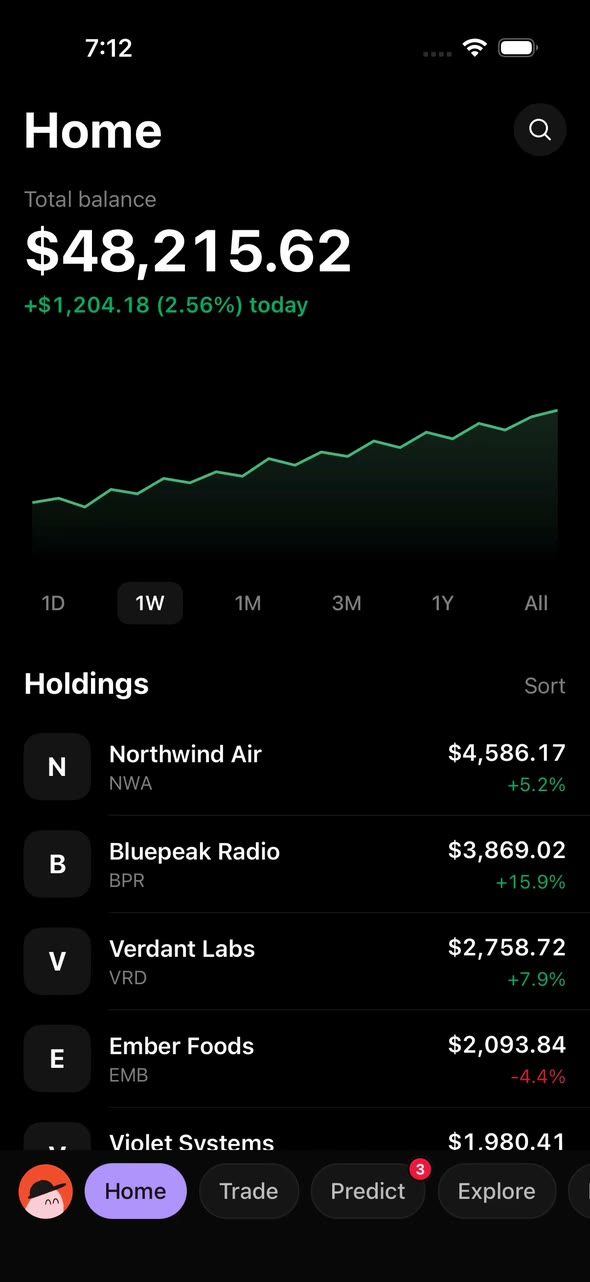 7:12
Home
Total balance
$48,215.62
+$1,204.18 (2.56%) today
1D 1W 1M 3M 1Y All
Holdings Sort
N Northwind Air $4,586.17
NWA +5.2%
B Bluepeak Radio $3,869.02
BPR +15.9%
V Verdant Labs $2,758.72
VRD +7.9%
E Ember Foods $2,093.84
EMB -4.4%
Violet Systems $1,980.41
Home Trade Predict 3 Explore